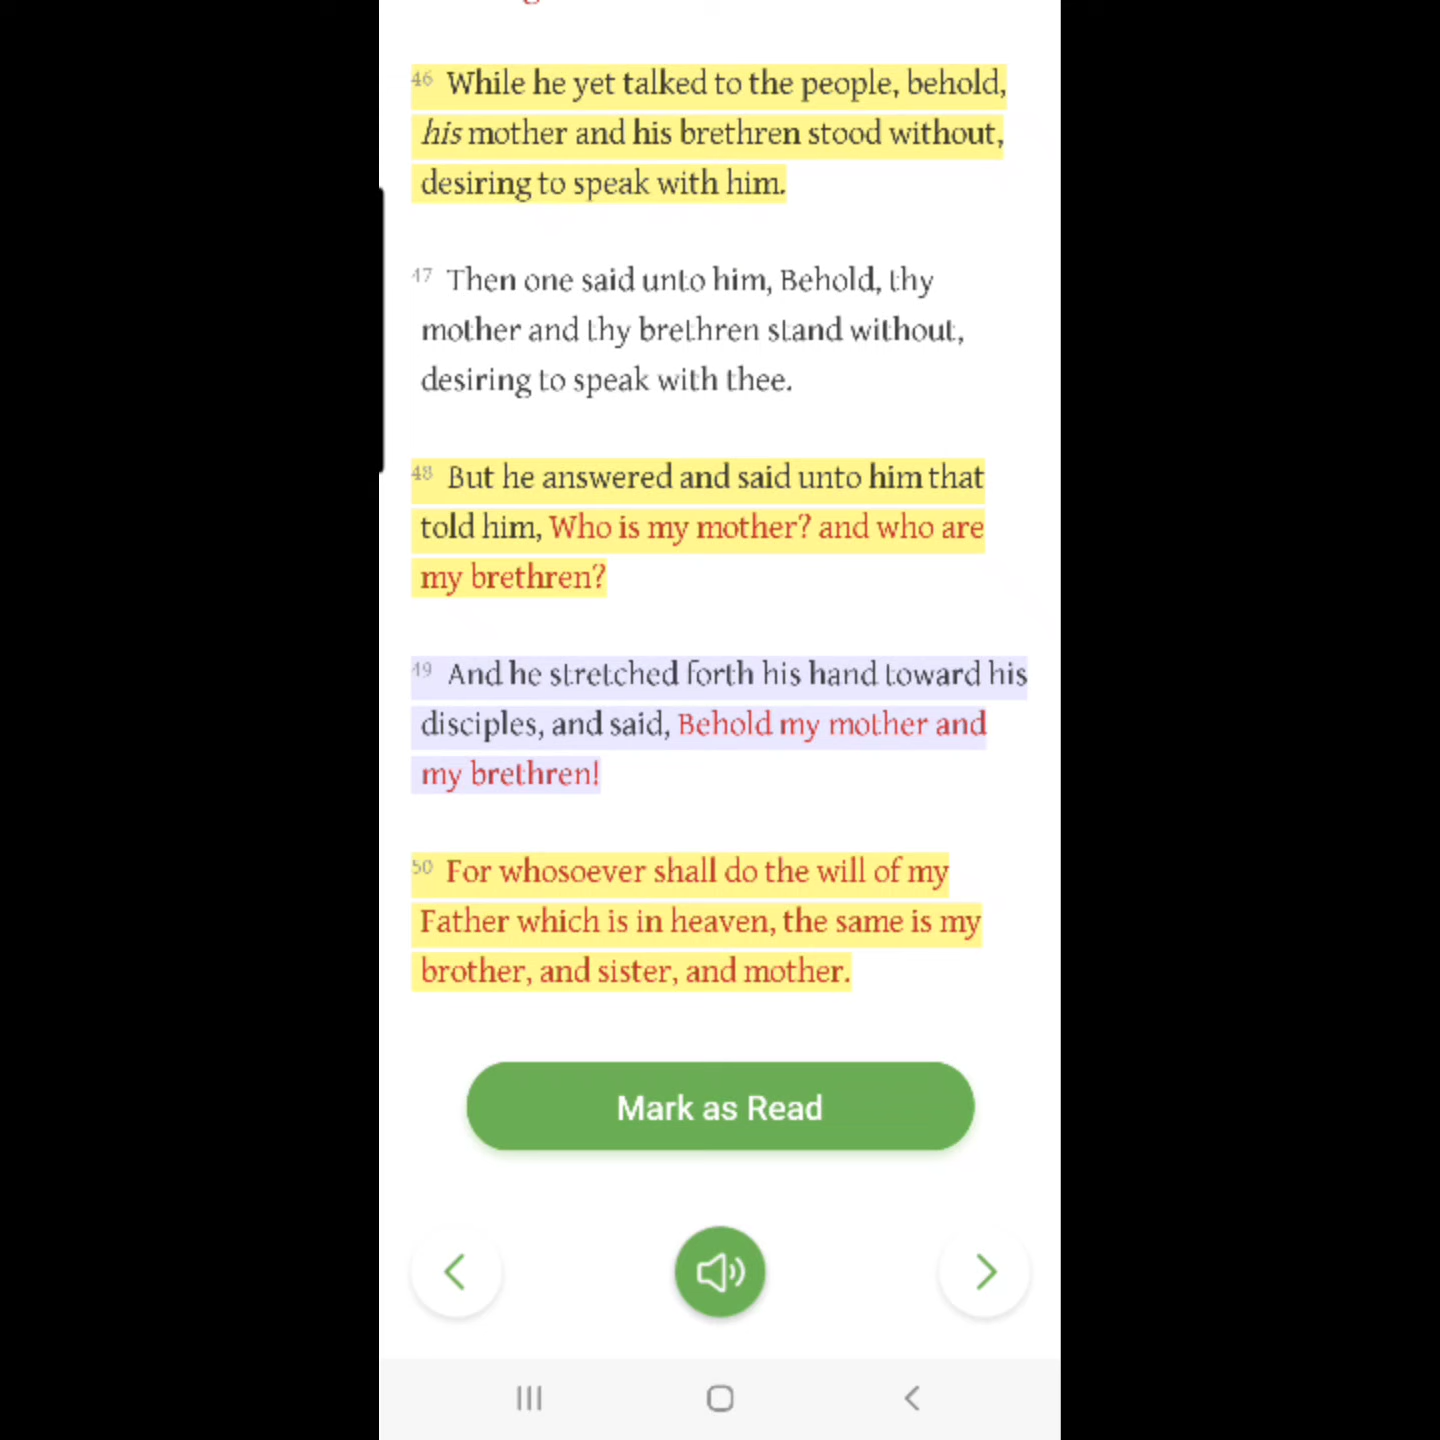 46 While he yet talked to the people, behold,
his mother and his brethren stood without,
desiring to speak with him.
47 Then one said unto him, Behold, thy
mother and thy brethren stand without,
desiring to speak with thee.
48 But he answered and said unto him that
told him, Who is my mother? and who are
my brethren?
49 And he stretched forth his hand toward his
disciples, and said, Behold my mother and
my brethren!
50 For whosoever shall do the will of my
Father which is in heaven, the same is my
brother, and sister, and mother.
Mark as Read